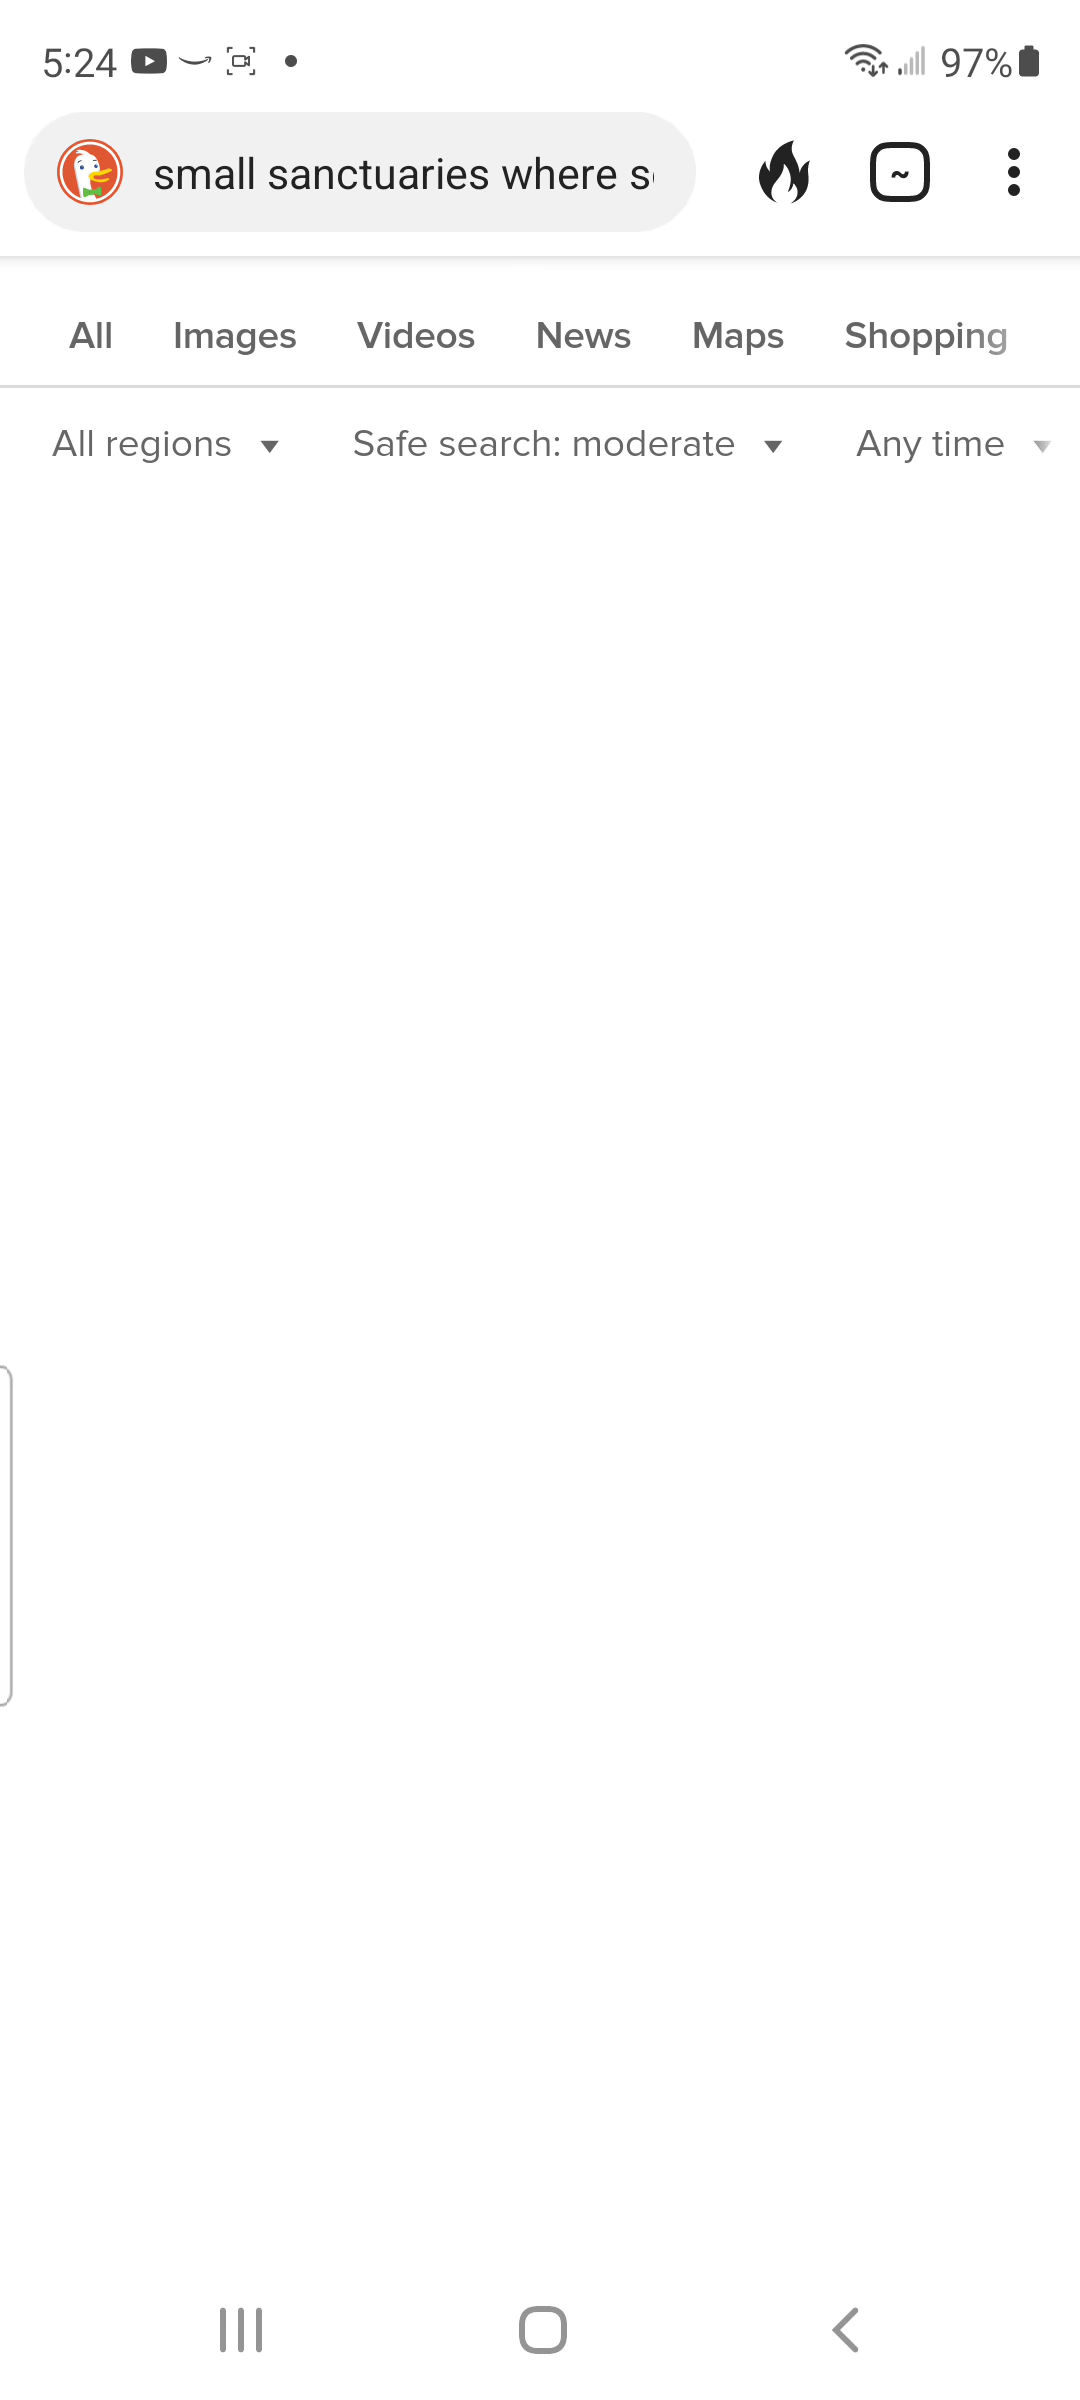 5:24 97%
small sanctuaries where
All Images Videos News Maps Shopping
All regions Safe search: moderate Any time